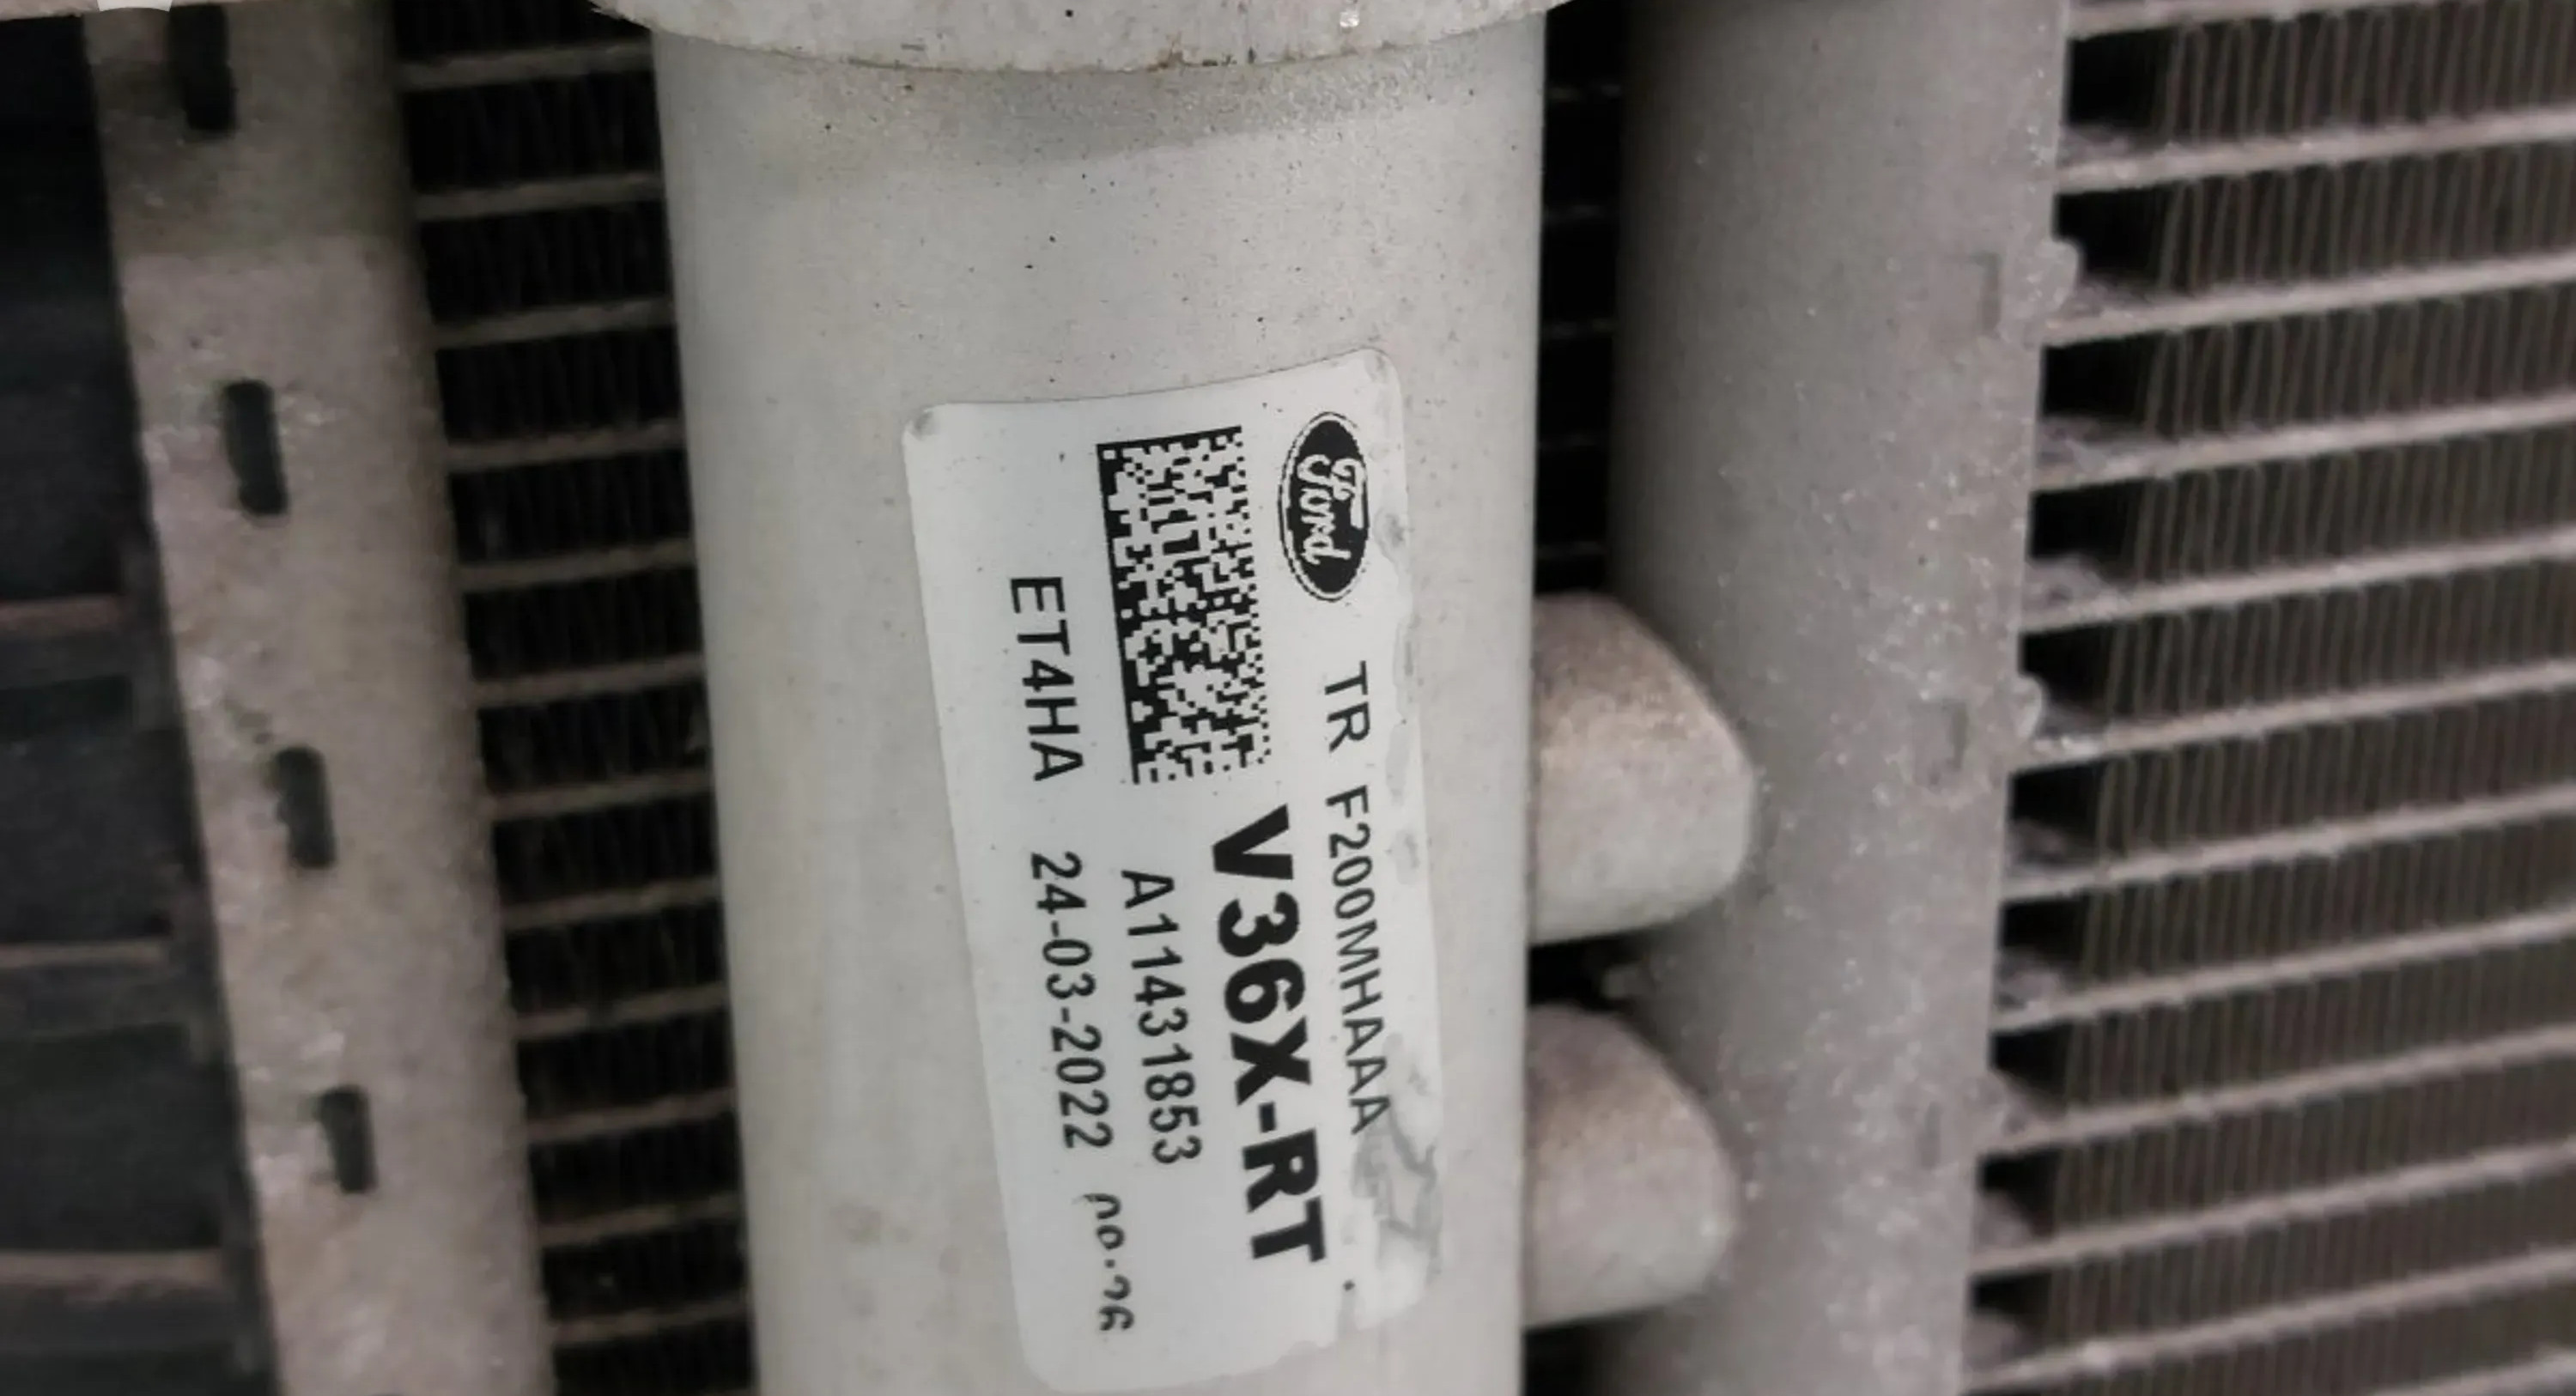 Ford TR F200MHAAA
V36X-RT
A11431853
ET4HA 24-03-2022